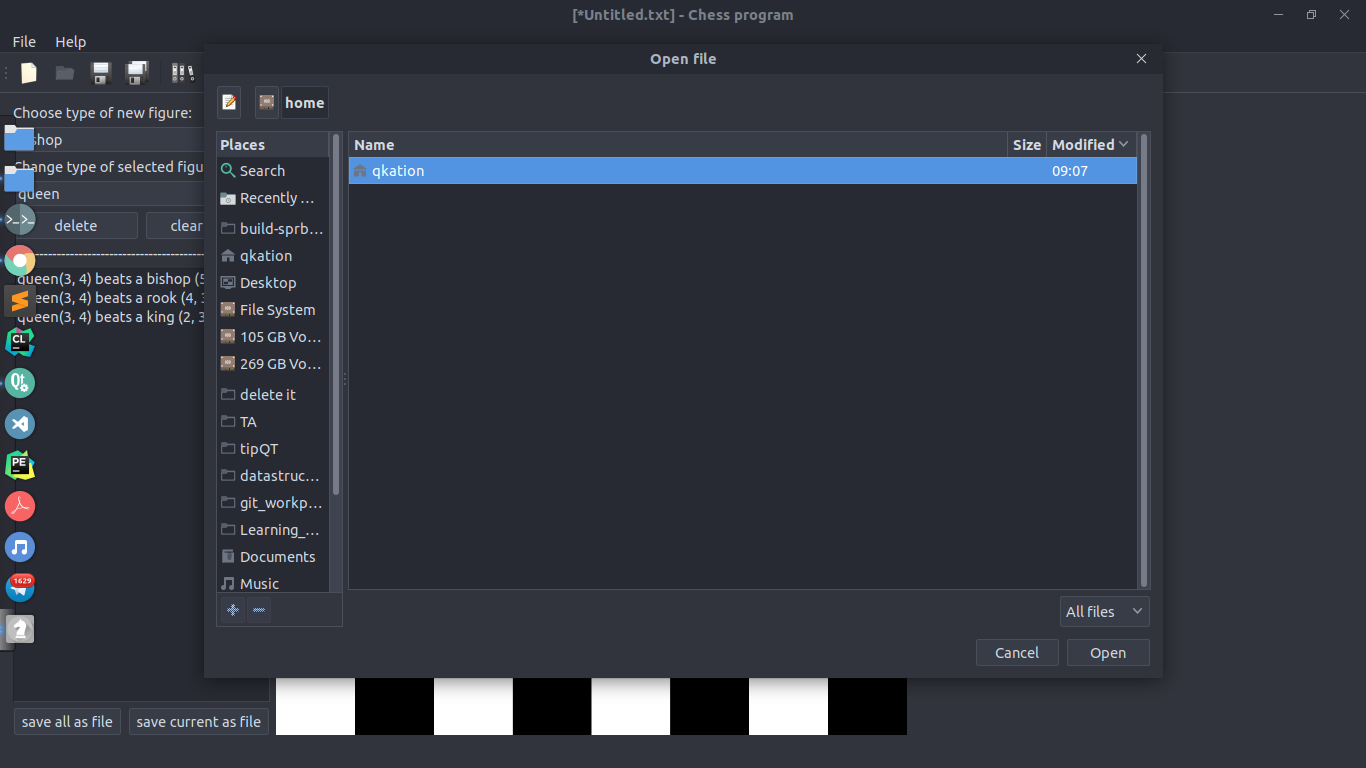 [*Untitled.txt] - Chess program
File Help
Open file
Choose type of new figure:
shop
Change type of selected figu
queen
delete clear
queen(3, 4) beats a bishop (5
queen(3, 4) beats a rook (4, 3
queen(3, 4) beats a king (2, 3
home
Places
Search
Recently ...
build-sprb...
qkation
Desktop
File System
105 GB Vo...
269 GB Vo...
delete it
TA
tipQT
datastruc...
git_workp...
Learning_...
Documents
Music
Name Size Modified
qkation 09:07
All files
Cancel Open
CL
Qt
PE
1629
save all as file save current as file